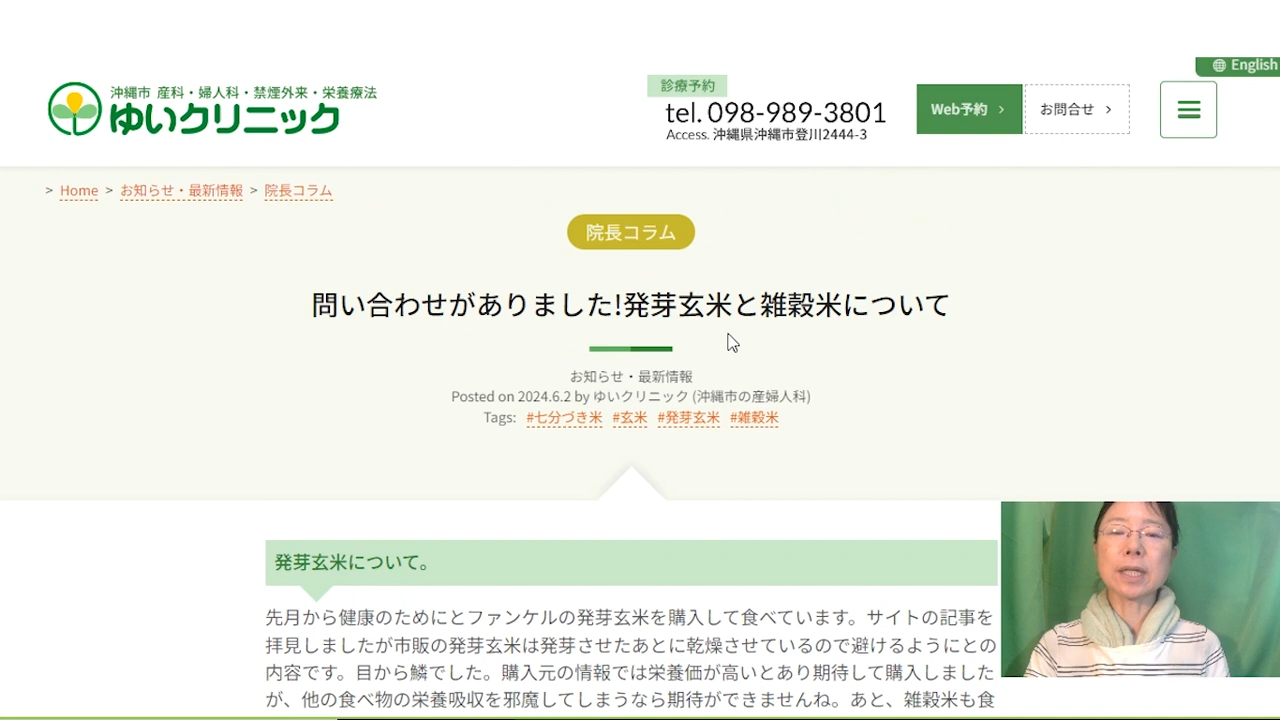 English
沖縄市 産科・婦人科・禁煙外来・栄養療法
ゆいクリニック
診療予約
tel. 098-989-3801
Access. 沖縄県沖縄市登川2444-3
Web予約 >
お問合せ >
> Home > お知らせ・最新情報 > 院長コラム
院長コラム
問い合わせがありました!発芽玄米と雑穀米について
お知らせ・最新情報
Posted on 2024.6.2 by ゆいクリニック (沖縄市の産婦人科)
Tags: #七分づき米 #玄米 #発芽玄米 #雑穀米
発芽玄米について。
先月から健康のためにとファンケルの発芽玄米を購入して食べています。サイトの記事を
拝見しましたが市販の発芽玄米は発芽させたあとに乾燥させているので避けるようにとの
内容です。目から鱗でした。購入元の情報では栄養価が高いとあり期待して購入しました
が、他の食べ物の栄養吸収を邪魔してしまうなら期待ができませんね。あと、雑穀米も食